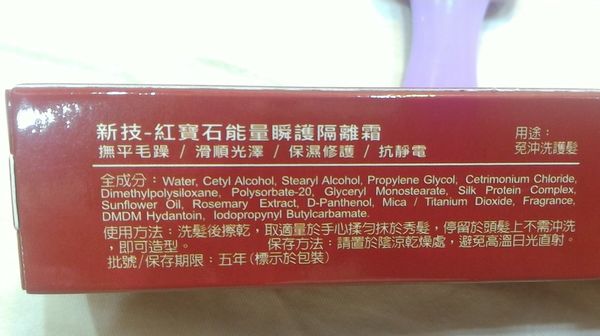 新技-紅寶石能量瞬護隔離霜
用途：
撫平毛躁 / 滑順光澤 / 保濕修護 / 抗靜電
免沖洗護髮
全成分：Water, Cetyl Alcohol, Stearyl Alcohol, Propylene Glycol, Cetrimonium Chloride,
Dimethylpolysiloxane, Polysorbate-20, Glyceryl Monostearate, Silk Protein Complex,
Sunflower Oil, Rosemary Extract, D-Panthenol, Mica / Titanium Dioxide, Fragrance,
DMDM Hydantoin, Iodopropynyl Butylcarbamate.
使用方法：洗髮後擦乾，取適量於手心揉勻抹於秀髮，停留於頭髮上不需沖洗
，即可造型。 保存方法：請置於陰涼乾燥處，避免高溫日光直射。
批號/保存期限：五年(標示於包裝)